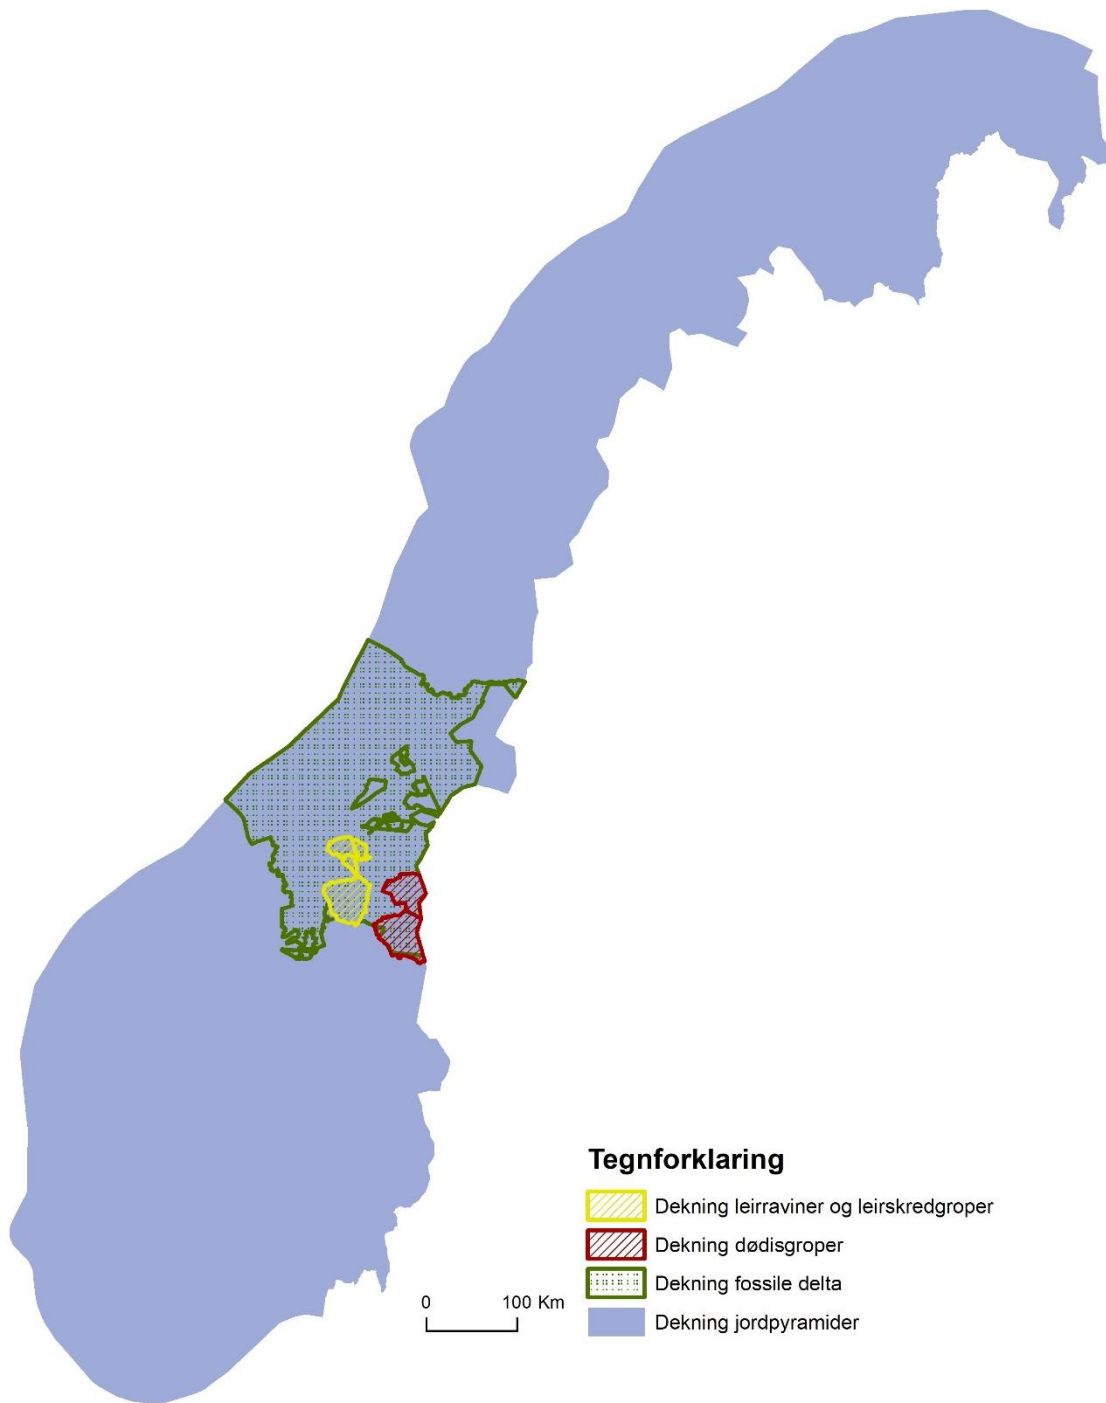 Tegnforklaring
Dekning leirraviner og leirskredgroper
Dekning dødisgroper
Dekning fossile delta
Dekning jordpyramider
0 100 Km